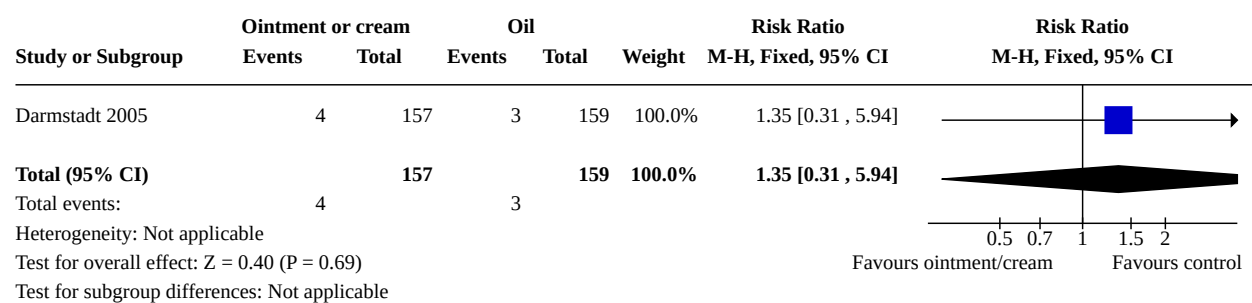 Ointment or cream Oil Risk Ratio Risk Ratio
Study or Subgroup Events Total Events Total Weight M-H, Fixed, 95% CI M-H, Fixed, 95% CI
Darmstadt 2005 4 157 3 159 100.0% 1.35 [0.31 , 5.94]
Total (95% CI) 157 159 100.0% 1.35 [0.31 , 5.94]
Total events: 4 3
Heterogeneity: Not applicable 0.5 0.7 1 1.5 2
Test for overall effect: Z = 0.40 (P = 0.69) Favours ointment/cream Favours control
Test for subgroup differences: Not applicable